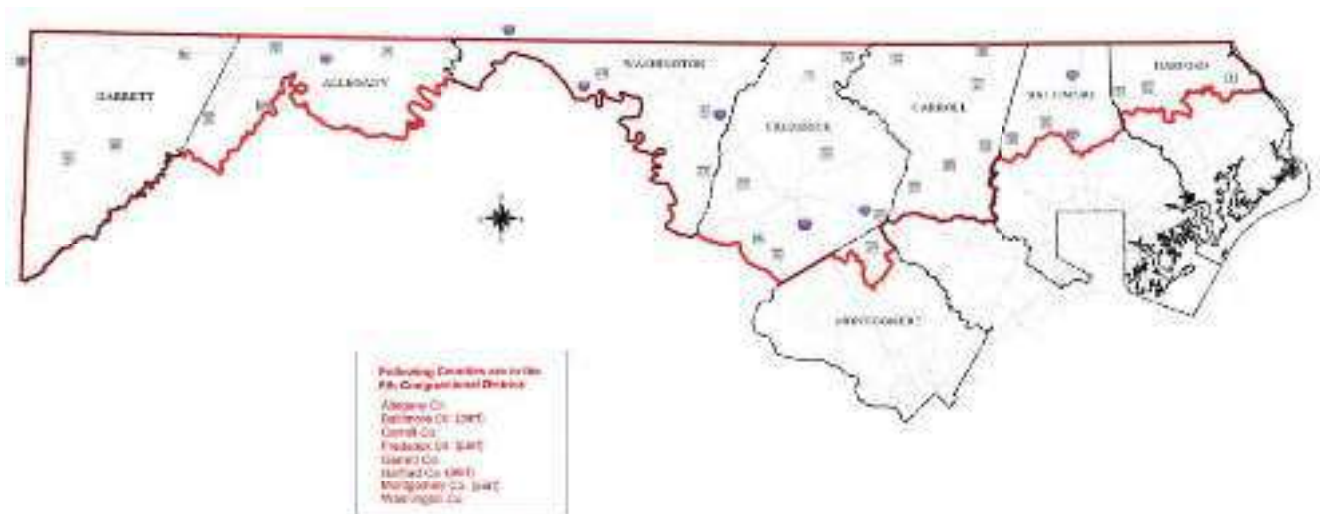 GARRETT
ALLEGANY
WASHINGTON
FREDERICK
CARROLL
BALTIMORE
HARFORD
MONTGOMERY
Following Counties are in the
6th Congressional District
Allegany Co.
Baltimore Co. (part)
Carroll Co.
Frederick Co. (part)
Garrett Co.
Harford Co. (part)
Montgomery Co. (part)
Washington Co.